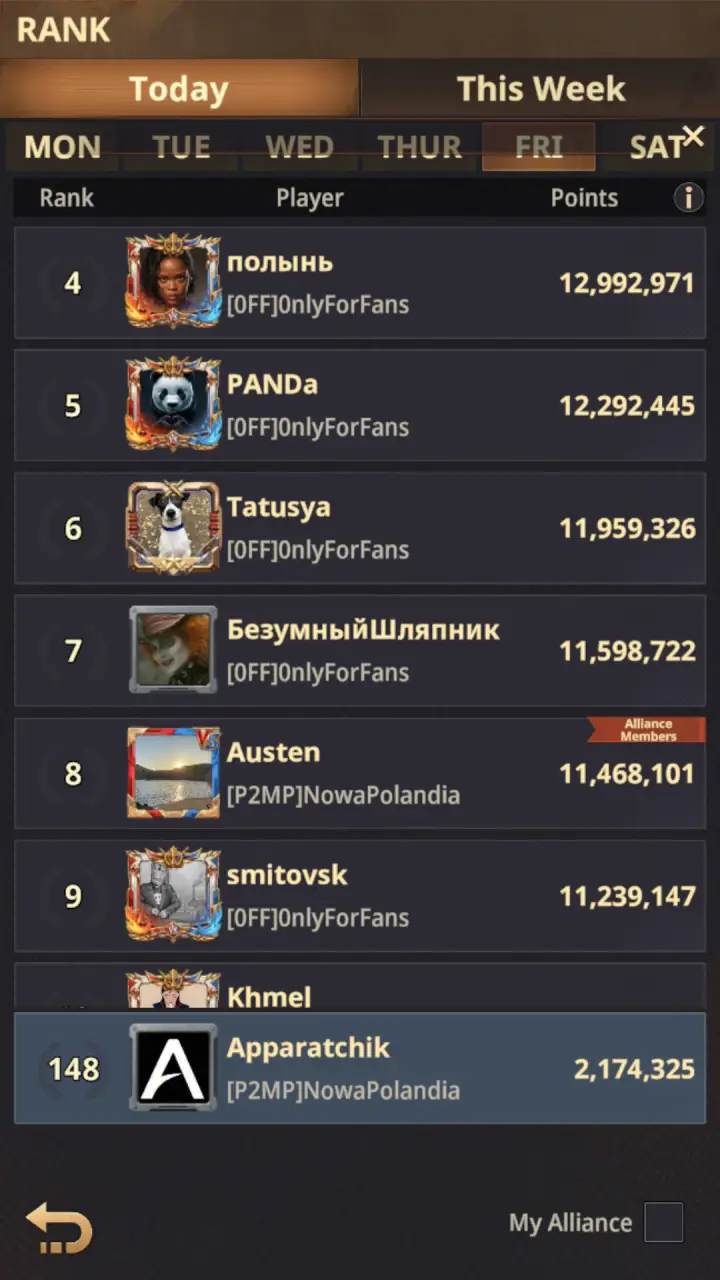 RANK
Today
This Week
MON
TUE
WED
THUR
FRI
SAT
Rank
Player
Points
4
полынь
[0FF]0nlyForFans
12,992,971
5
PANDa
[0FF]0nlyForFans
12,292,445
6
Tatusya
[0FF]0nlyForFans
11,959,326
7
БезумныйШляпник
[0FF]0nlyForFans
11,598,722
Alliance
Members
8
Austen
[P2MP]NowaPolandia
11,468,101
9
smitovsk
[0FF]0nlyForFans
11,239,147
Khmel
148
Apparatchik
[P2MP]NowaPolandia
2,174,325
My Alliance